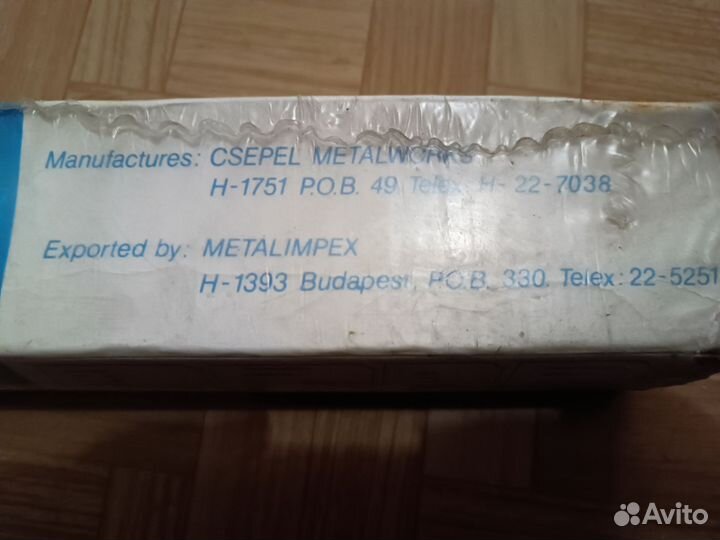 Manufactures: CSEPEL METALWORKS
H-1751 P.O.B. 49 Telex: H- 22-7038
Exported by: METALIMPEX
H-1393 Budapest, P.O.B. 330. Telex: 22-5251
Avito